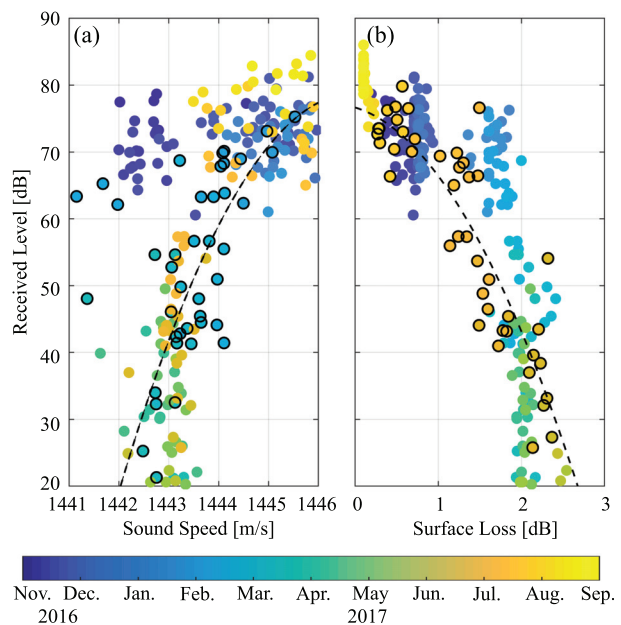 90
(a)
(b)
80
70
60
50
40
30
20
Received Level [dB]
1441 1442 1443 1444 1445 1446
0 1 2 3
Sound Speed [m/s]
Surface Loss [dB]
Nov. Dec. Jan. Feb. Mar. Apr. May Jun. Jul. Aug. Sep.
2016 2017